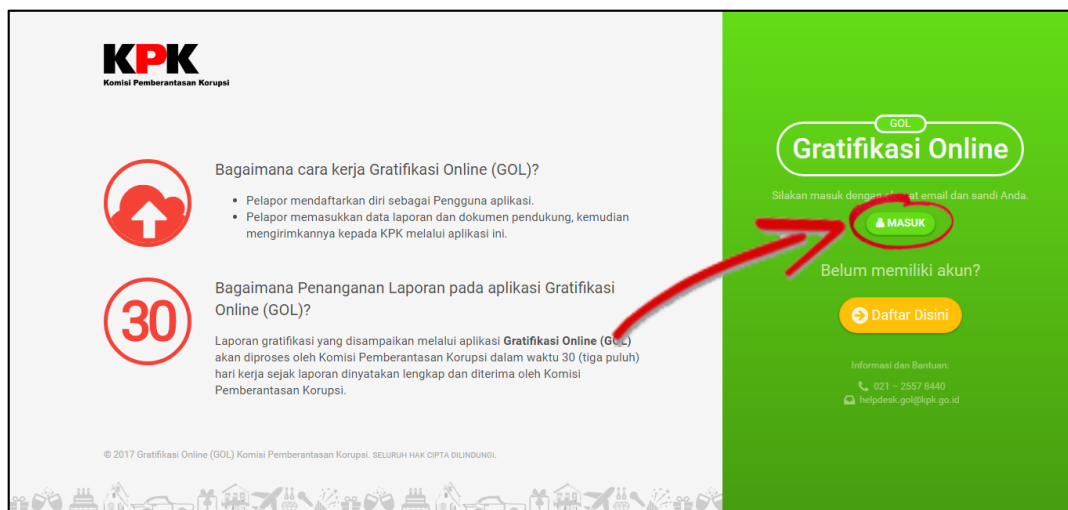 KPK
Komisi Pemberantasan Korupsi
Bagaimana cara kerja Gratifikasi Online (GOL)?
• Pelapor mendaftarkan diri sebagai Pengguna aplikasi.
• Pelapor memasukkan data laporan dan dokumen pendukung, kemudian
mengirimkannya kepada KPK melalui aplikasi ini.
30
Bagaimana Penanganan Laporan pada aplikasi Gratifikasi
Online (GOL)?
Laporan gratifikasi yang disampaikan melalui aplikasi Gratifikasi Online (GOL)
akan diproses oleh Komisi Pemberantasan Korupsi dalam waktu 30 (tiga puluh)
hari kerja sejak laporan dinyatakan lengkap dan diterima oleh Komisi
Pemberantasan Korupsi.
© 2017 Gratifikasi Online (GOL) Komisi Pemberantasan Korupsi. SELURUH HAK CIPTA DILINDUNGI.
GOL
Gratifikasi Online
Silakan masuk dengan alamat email dan sandi Anda.
MASUK
Belum memiliki akun?
Daftar Disini
Informasi dan Bantuan:
021 – 2557 8440
helpdesk.gol@kpk.go.id